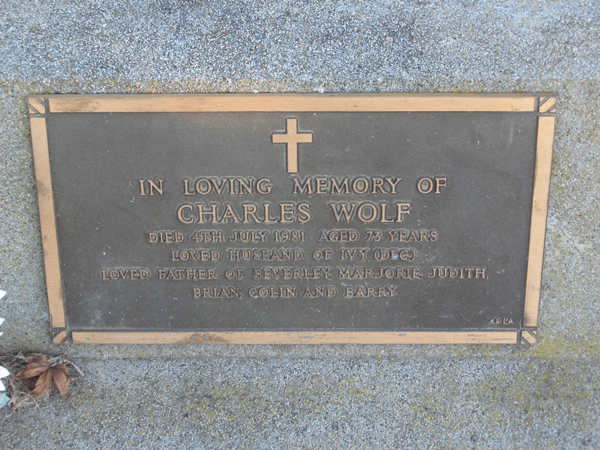 IN LOVING MEMORY OF
CHARLES WOLF
DIED 4TH JULY 1981 AGED 73 YEARS
LOVED HUSBAND OF IVY (DEC)
LOVED FATHER OF BEVERLEY, MARJORIE, JUDITH,
BRIAN, COLIN AND BARRY